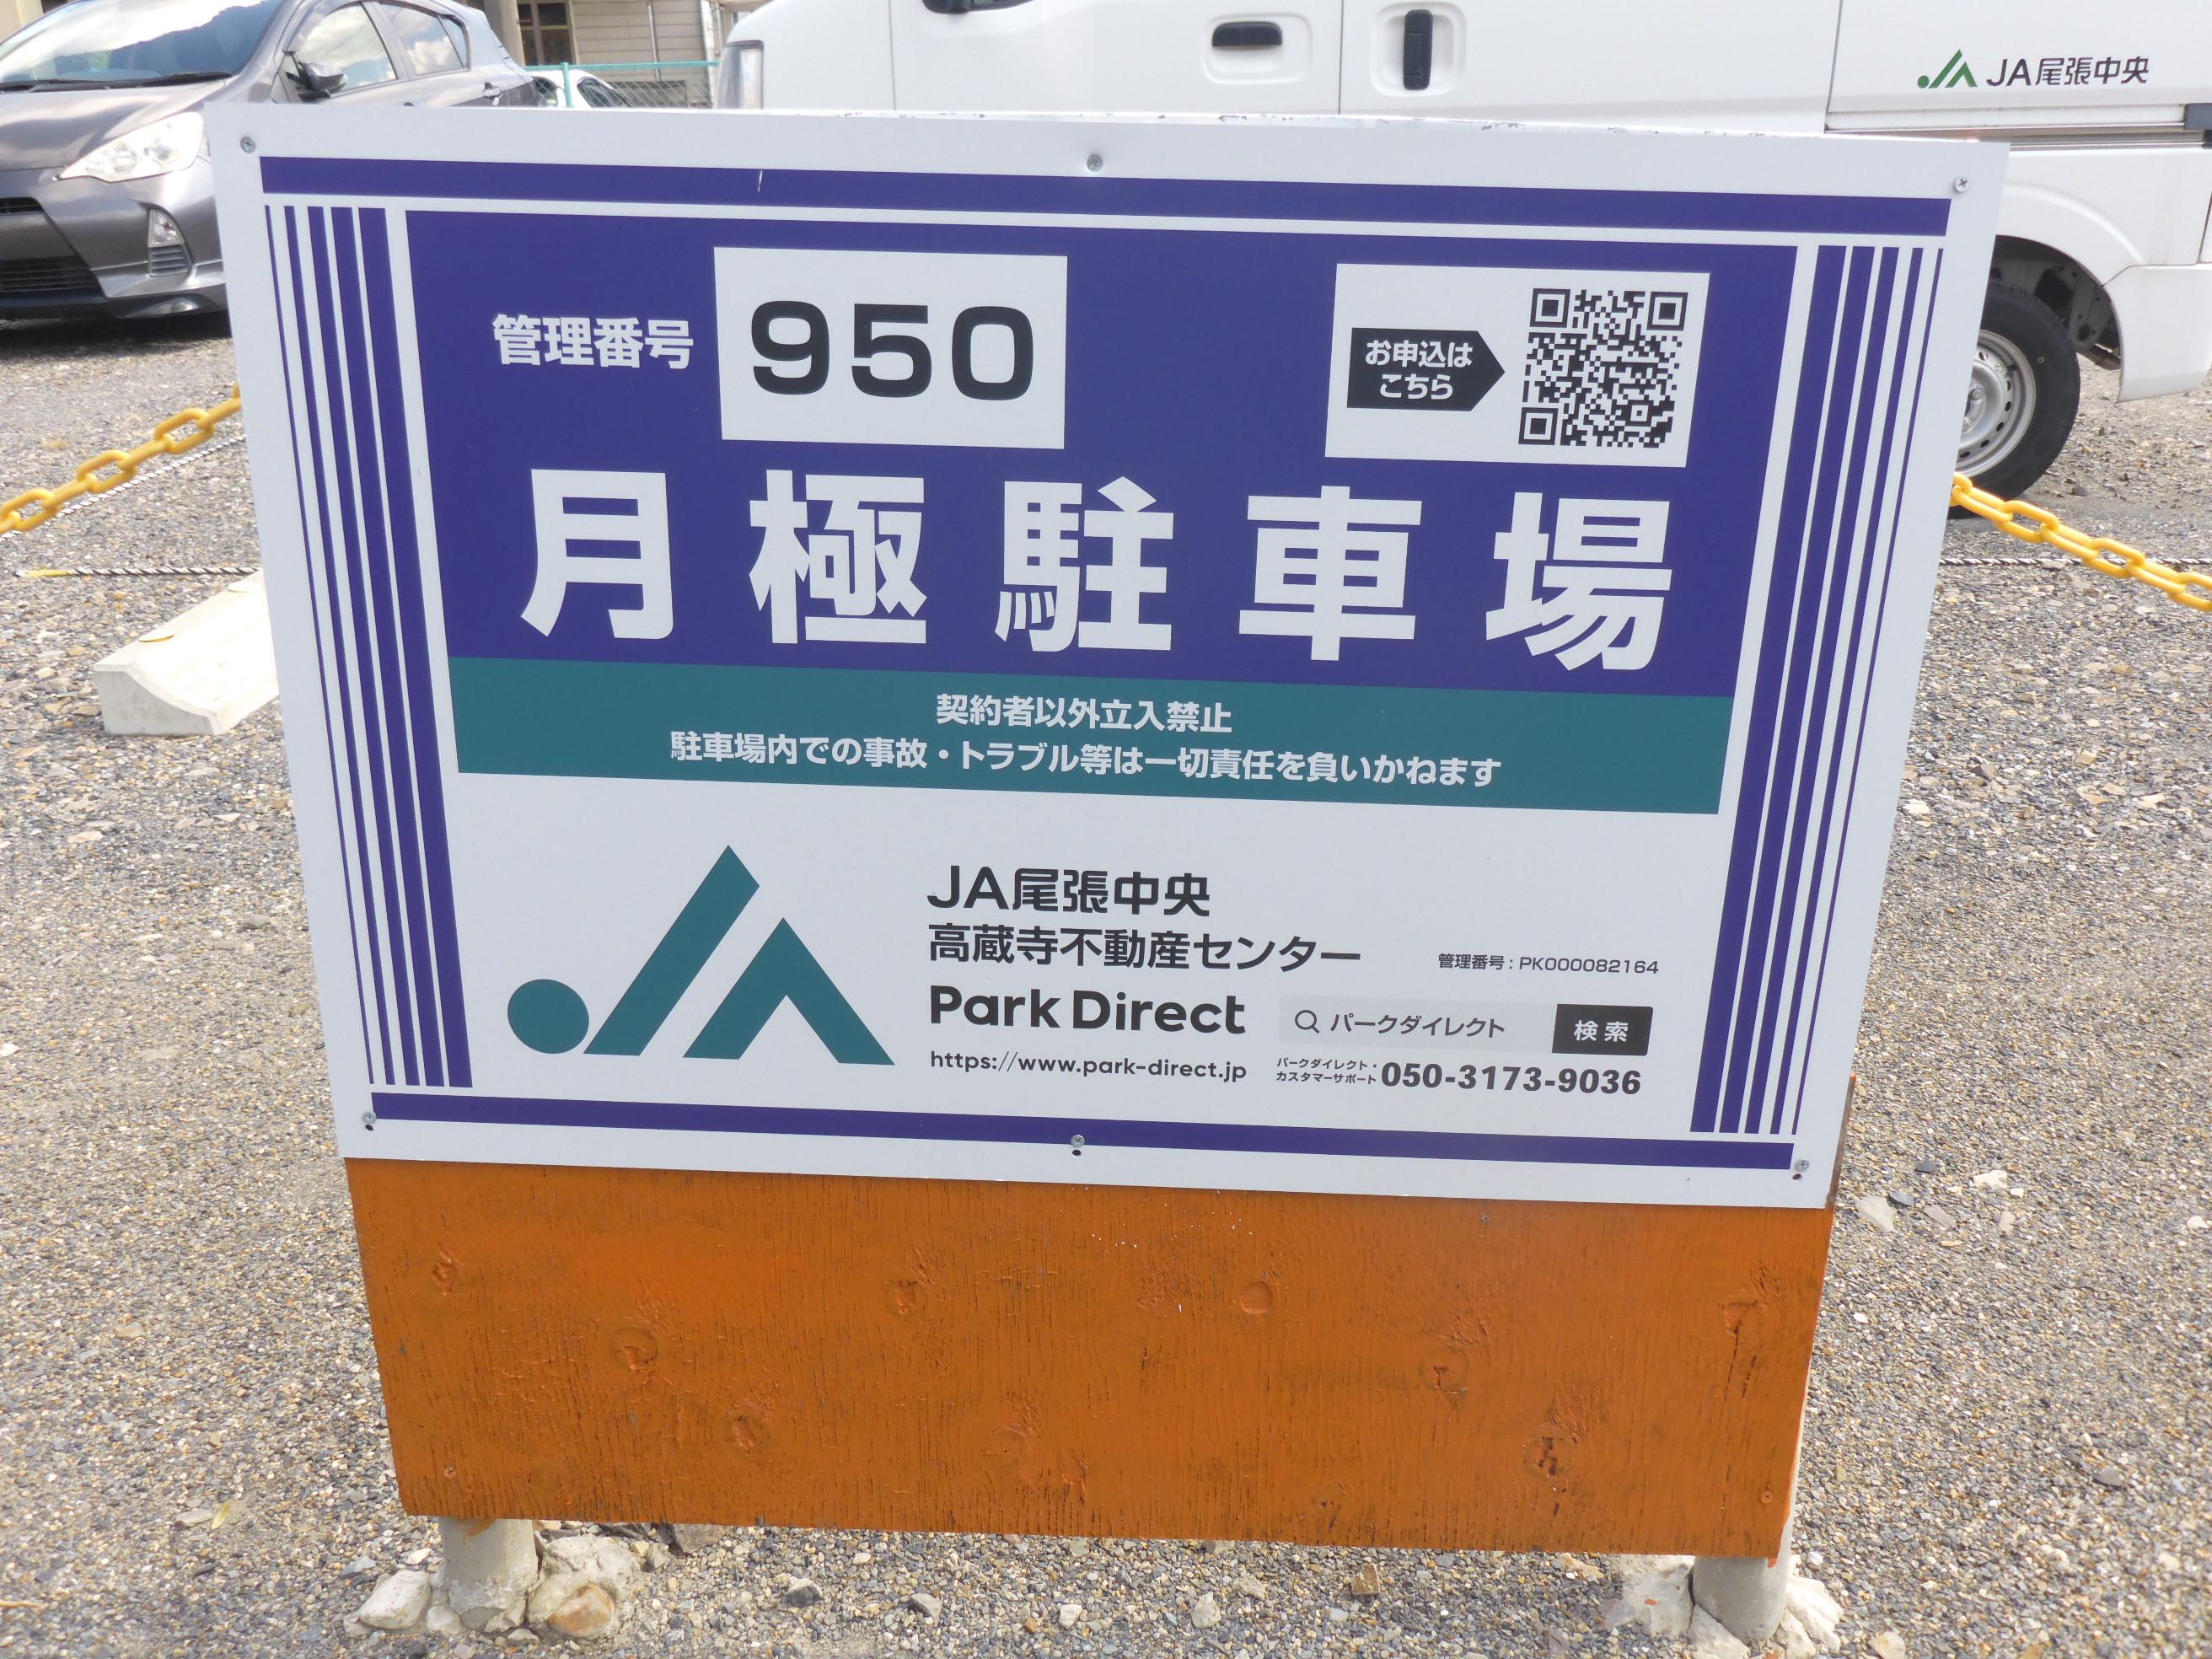 JA尾張中央
管理番号 950
お申込は
こちら
月極駐車場
契約者以外立入禁止
駐車場内での事故・トラブル等は一切責任を負いかねます
JA尾張中央
高蔵寺不動産センター
管理番号：PK000082164
Park Direct
パークダイレクト 検索
https://www.park-direct.jp
パークダイレクト・
カスタマーサポート 050-3173-9036